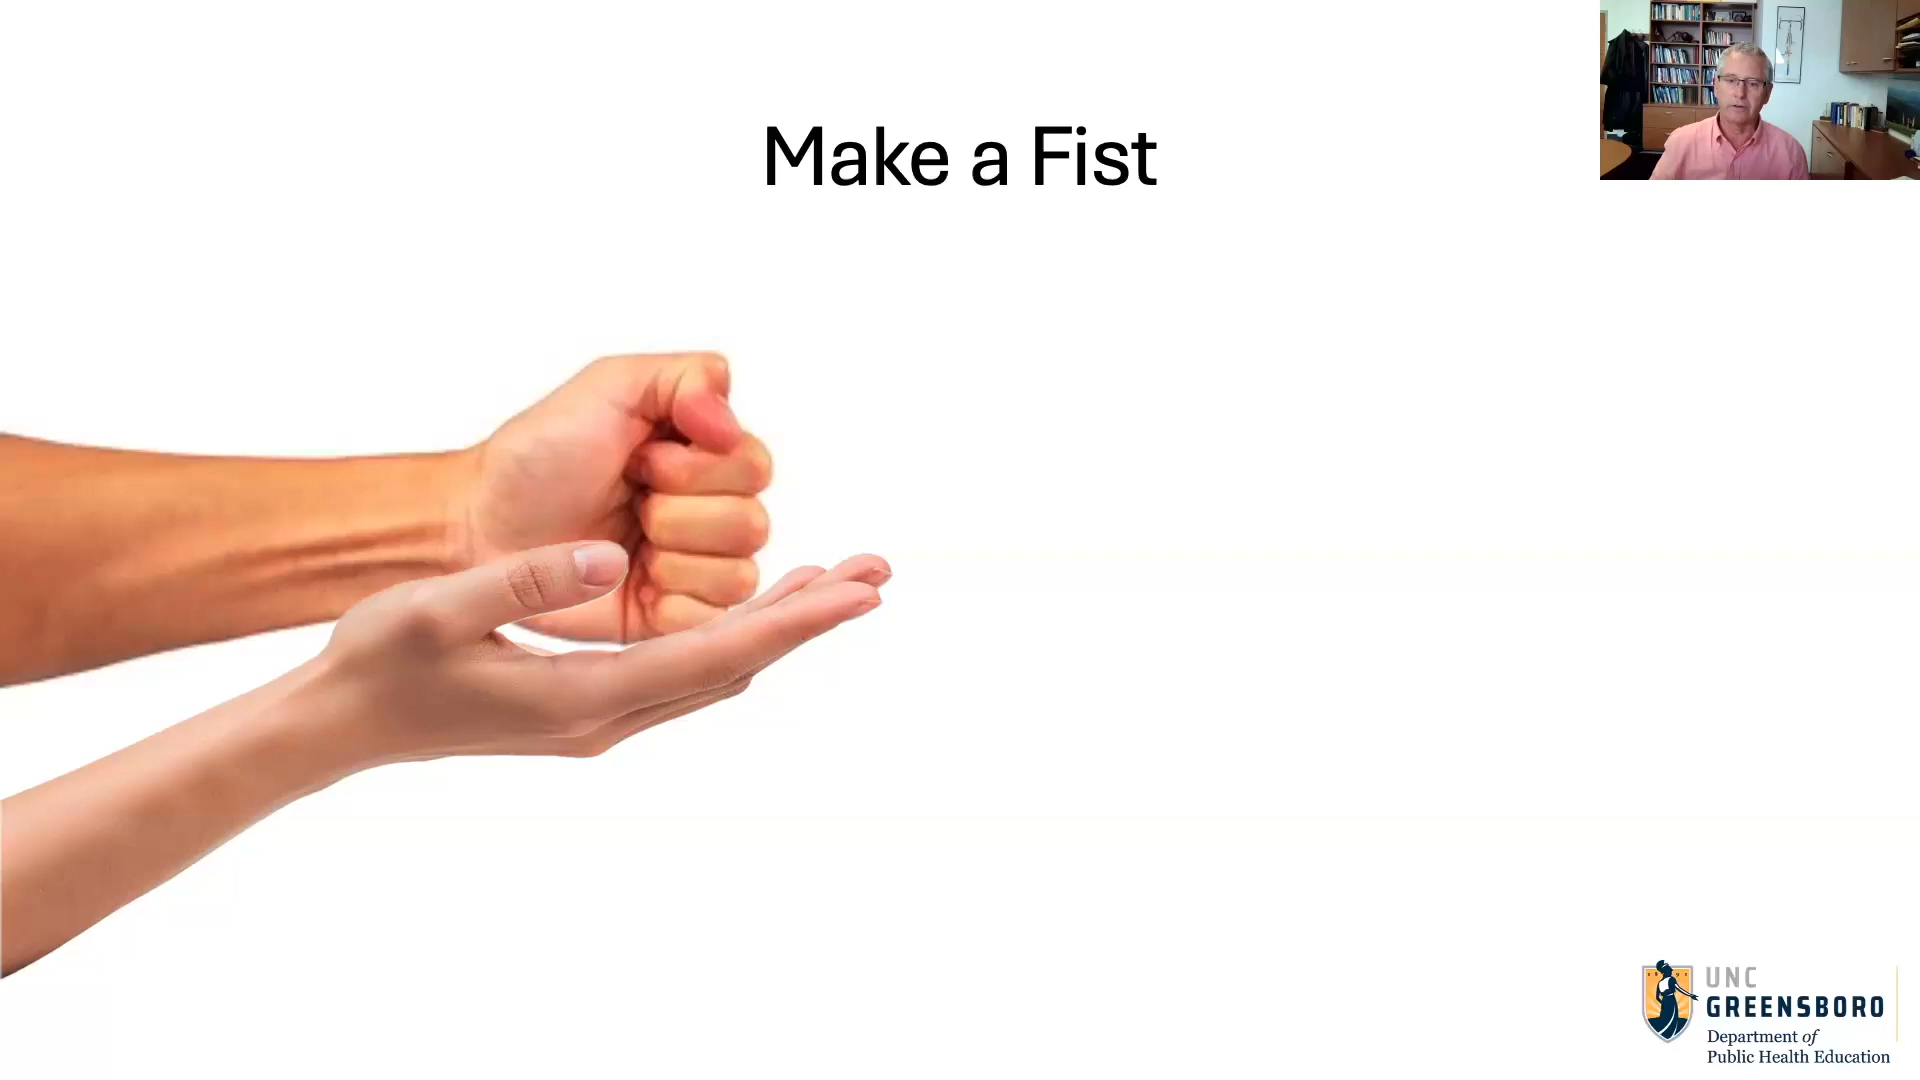 Make a Fist
UNC
GREENSBORO
Department of
Public Health Education